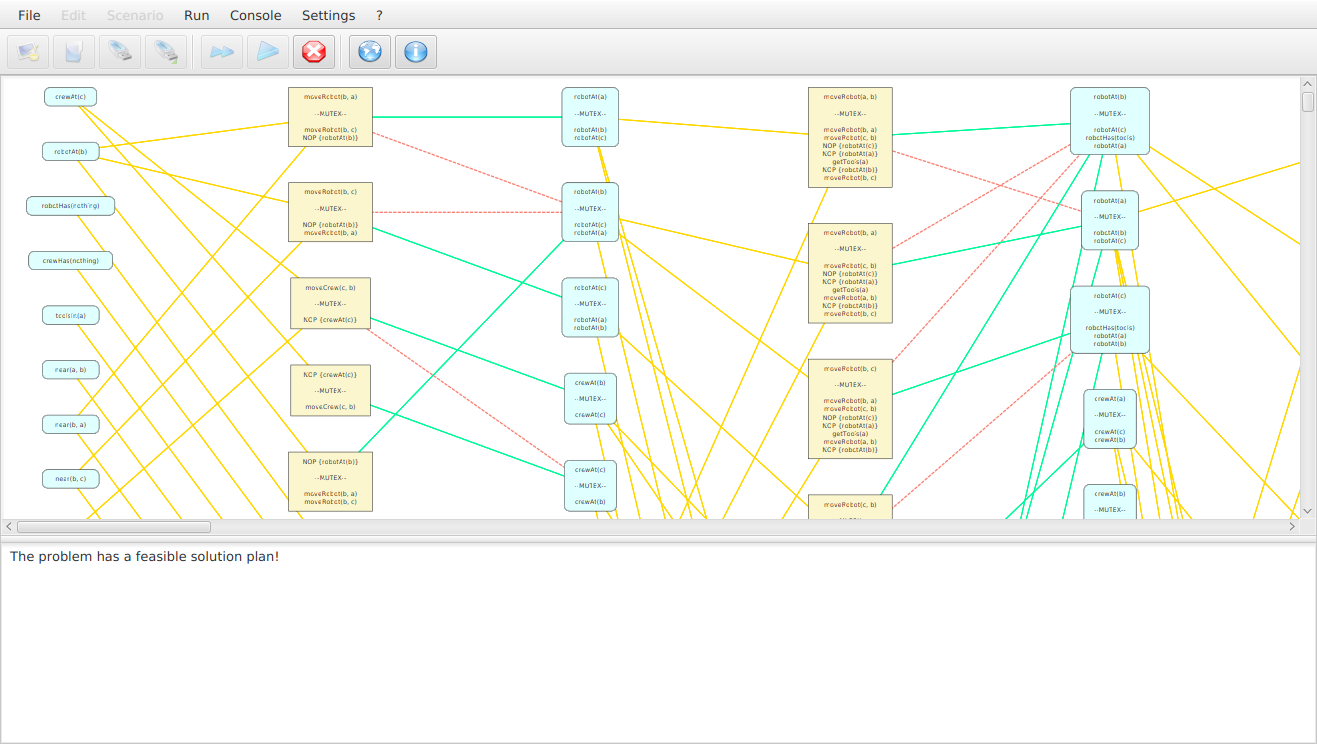 File Edit Scenario Run Console Settings ?
crewAt(c)
robotAt(b)
robotHas(nothing)
crewHas(nothing)
toolsIn(a)
near(a, b)
near(b, a)
near(b, c)
moveRobot(b, a)
--MUTEX--
moveRobot(b, c)
NOP {robotAt(b)}
moveRobot(b, c)
--MUTEX--
NOP {robotAt(b)}
moveRobot(b, a)
moveCrew(c, b)
--MUTEX--
NOP {crewAt(c)}
NOP {crewAt(c)}
--MUTEX--
moveCrew(c, b)
NOP {robotAt(b)}
--MUTEX--
moveRobot(b, a)
moveRobot(b, c)
robotAt(a)
--MUTEX--
robotAt(b)
robotAt(c)
robotAt(b)
--MUTEX--
robotAt(c)
robotAt(a)
robotAt(c)
--MUTEX--
robotAt(a)
robotAt(b)
crewAt(b)
--MUTEX--
crewAt(c)
crewAt(c)
--MUTEX--
crewAt(b)
moveRobot(a, b)
--MUTEX--
moveRobot(b, a)
moveRobot(c, b)
NOP {robotAt(c)}
NOP {robotAt(a)}
getTools(a)
NOP {robotAt(b)}
moveRobot(b, c)
moveRobot(b, a)
--MUTEX--
moveRobot(c, b)
NOP {robotAt(c)}
NOP {robotAt(a)}
getTools(a)
moveRobot(a, b)
NOP {robotAt(b)}
moveRobot(b, c)
moveRobot(b, c)
--MUTEX--
moveRobot(b, a)
moveRobot(c, b)
NOP {robotAt(c)}
NOP {robotAt(a)}
getTools(a)
moveRobot(a, b)
NOP {robotAt(b)}
moveRobot(c, b)
robotAt(b)
--MUTEX--
robotAt(c)
robotHas(tools)
robotAt(a)
robotAt(a)
--MUTEX--
robotAt(b)
robotAt(c)
robotAt(c)
--MUTEX--
robotHas(tools)
robotAt(a)
robotAt(b)
crewAt(a)
--MUTEX--
crewAt(c)
crewAt(b)
crewAt(b)
--MUTEX--
The problem has a feasible solution plan!